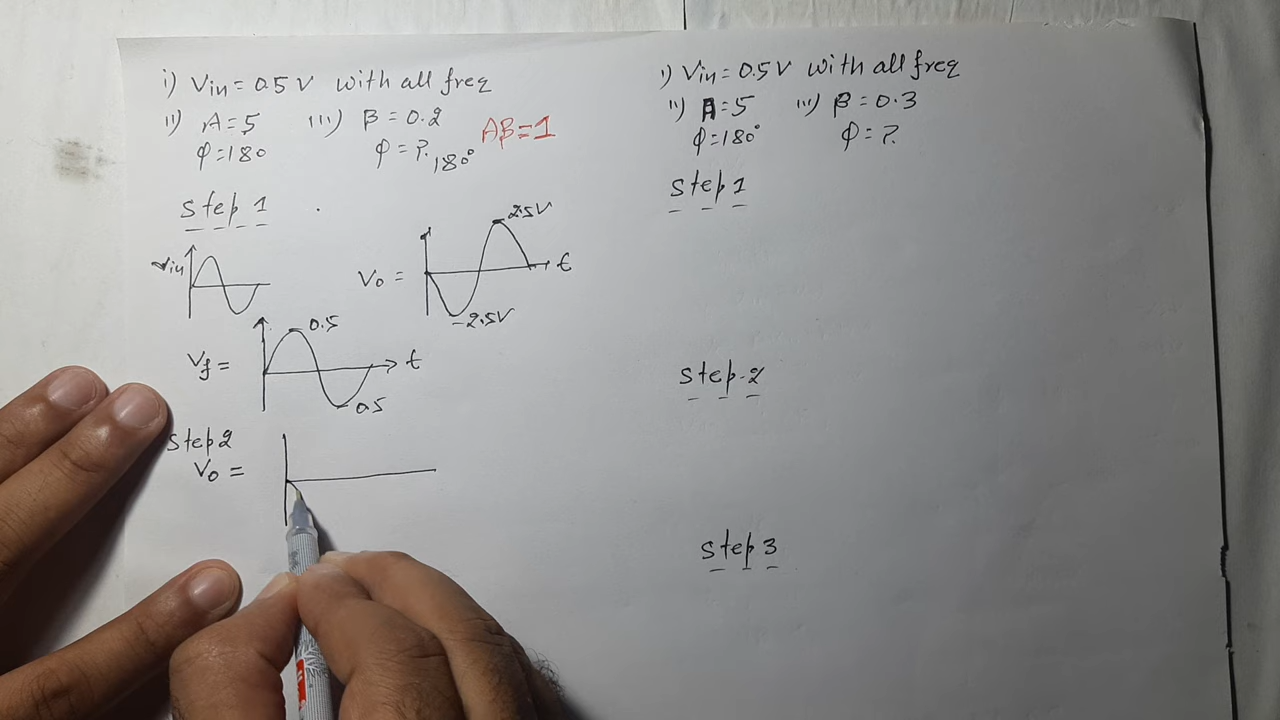 i) Vin = 0.5 V with all freq
ii) A = 5 iii) β = 0.2
φ = 180 φ = ?. 180°
Aβ = 1
Step 1
Vin
Vo =
2.5V
-2.5V
t
Vf =
0.5
0.5
t
Step 2
Vo =
i) Vin = 0.5 V with all freq
ii) A = 5 iii) β = 0.3
φ = 180° φ = ?
Step 1
Step-2
Step 3